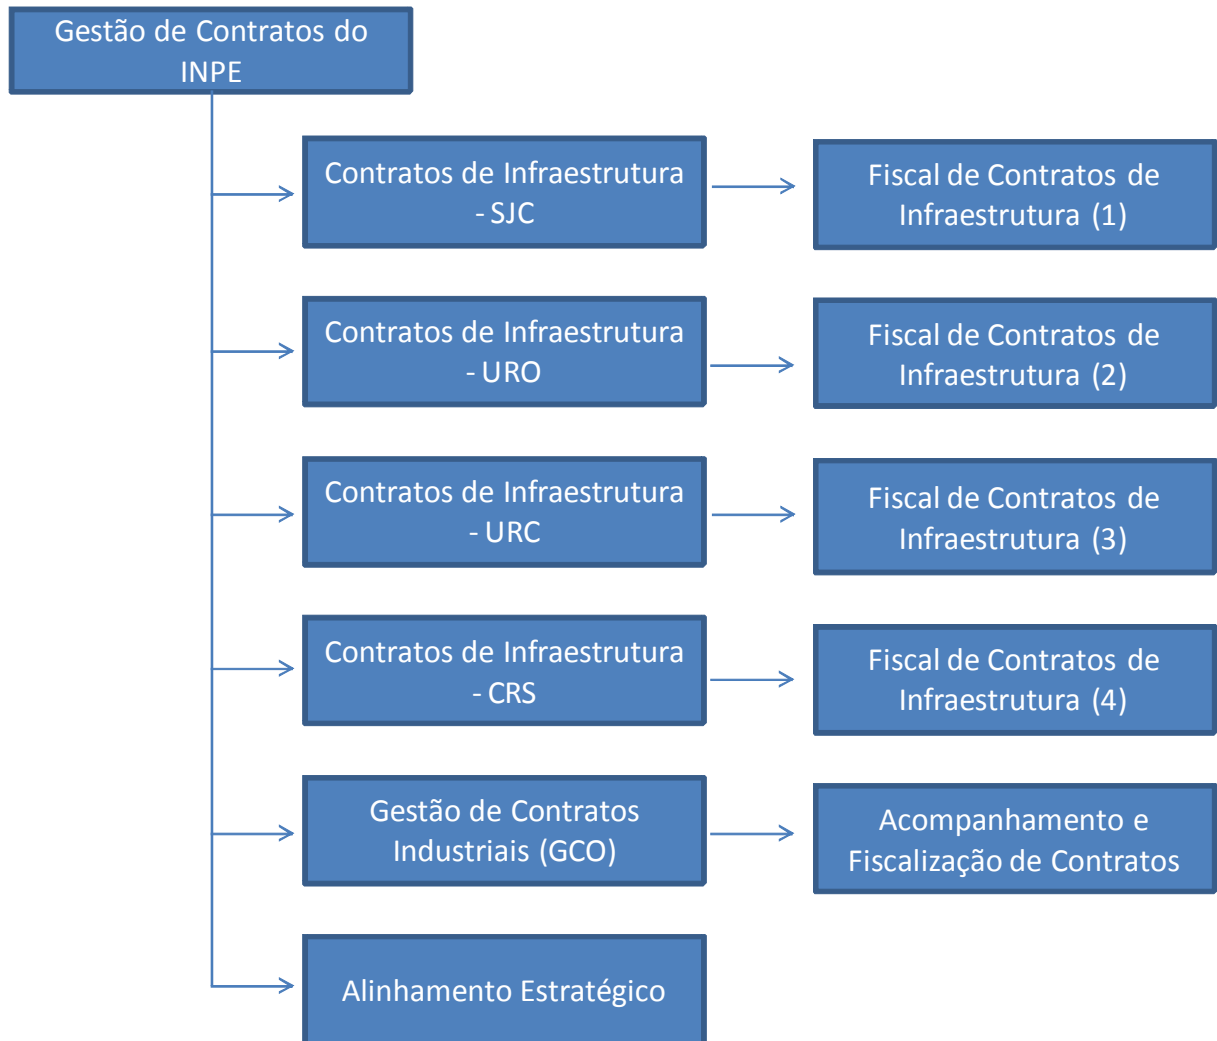 Gestão de Contratos do
INPE
Contratos de Infraestrutura
- SJC
Fiscal de Contratos de
Infraestrutura (1)
Contratos de Infraestrutura
- URO
Fiscal de Contratos de
Infraestrutura (2)
Contratos de Infraestrutura
- URC
Fiscal de Contratos de
Infraestrutura (3)
Contratos de Infraestrutura
- CRS
Fiscal de Contratos de
Infraestrutura (4)
Gestão de Contratos
Industriais (GCO)
Acompanhamento e
Fiscalização de Contratos
Alinhamento Estratégico